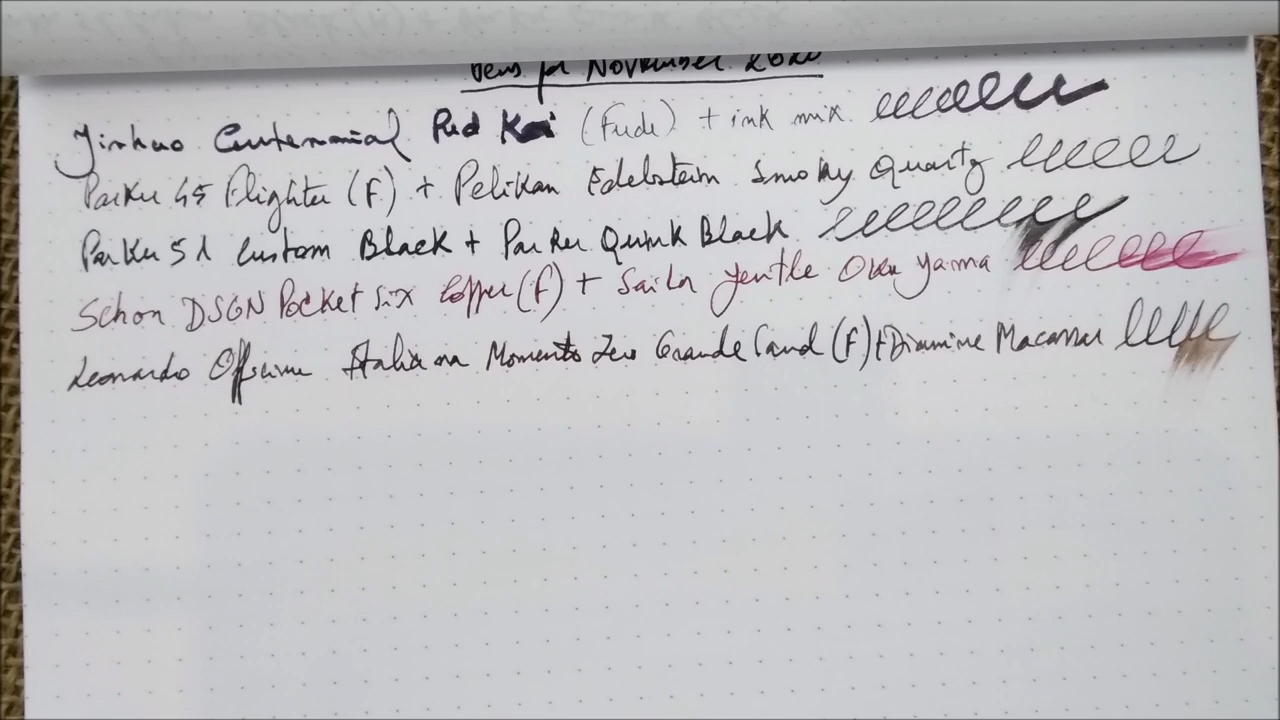 Pens for November 2020
Jinhao Centennial Red Koi (Fude) + ink mix
Parker 45 Flighter (F) + Pelikan Edelstein Smoky Quartz
Parker 51 Custom Black + Parker Quink Black
Schon DSGN Pocket Six Copper (F) + Sailor Jentle Oku yama
Leonardo Officina Italiana Momento Zero Grande (F) + Diamine Macassar